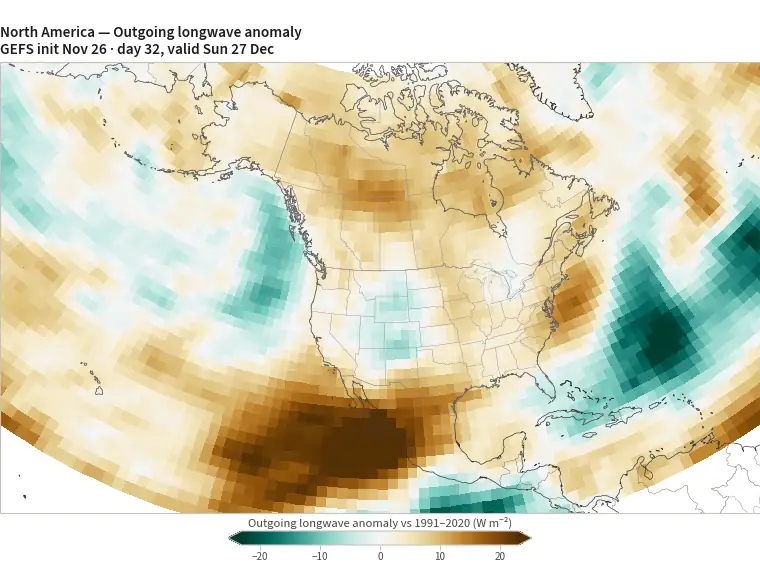 North America — Outgoing longwave anomaly
GEFS init Nov 26 · day 32, valid Sun 27 Dec
Outgoing longwave anomaly vs 1991–2020 (W m⁻²)
−20 −10 0 10 20